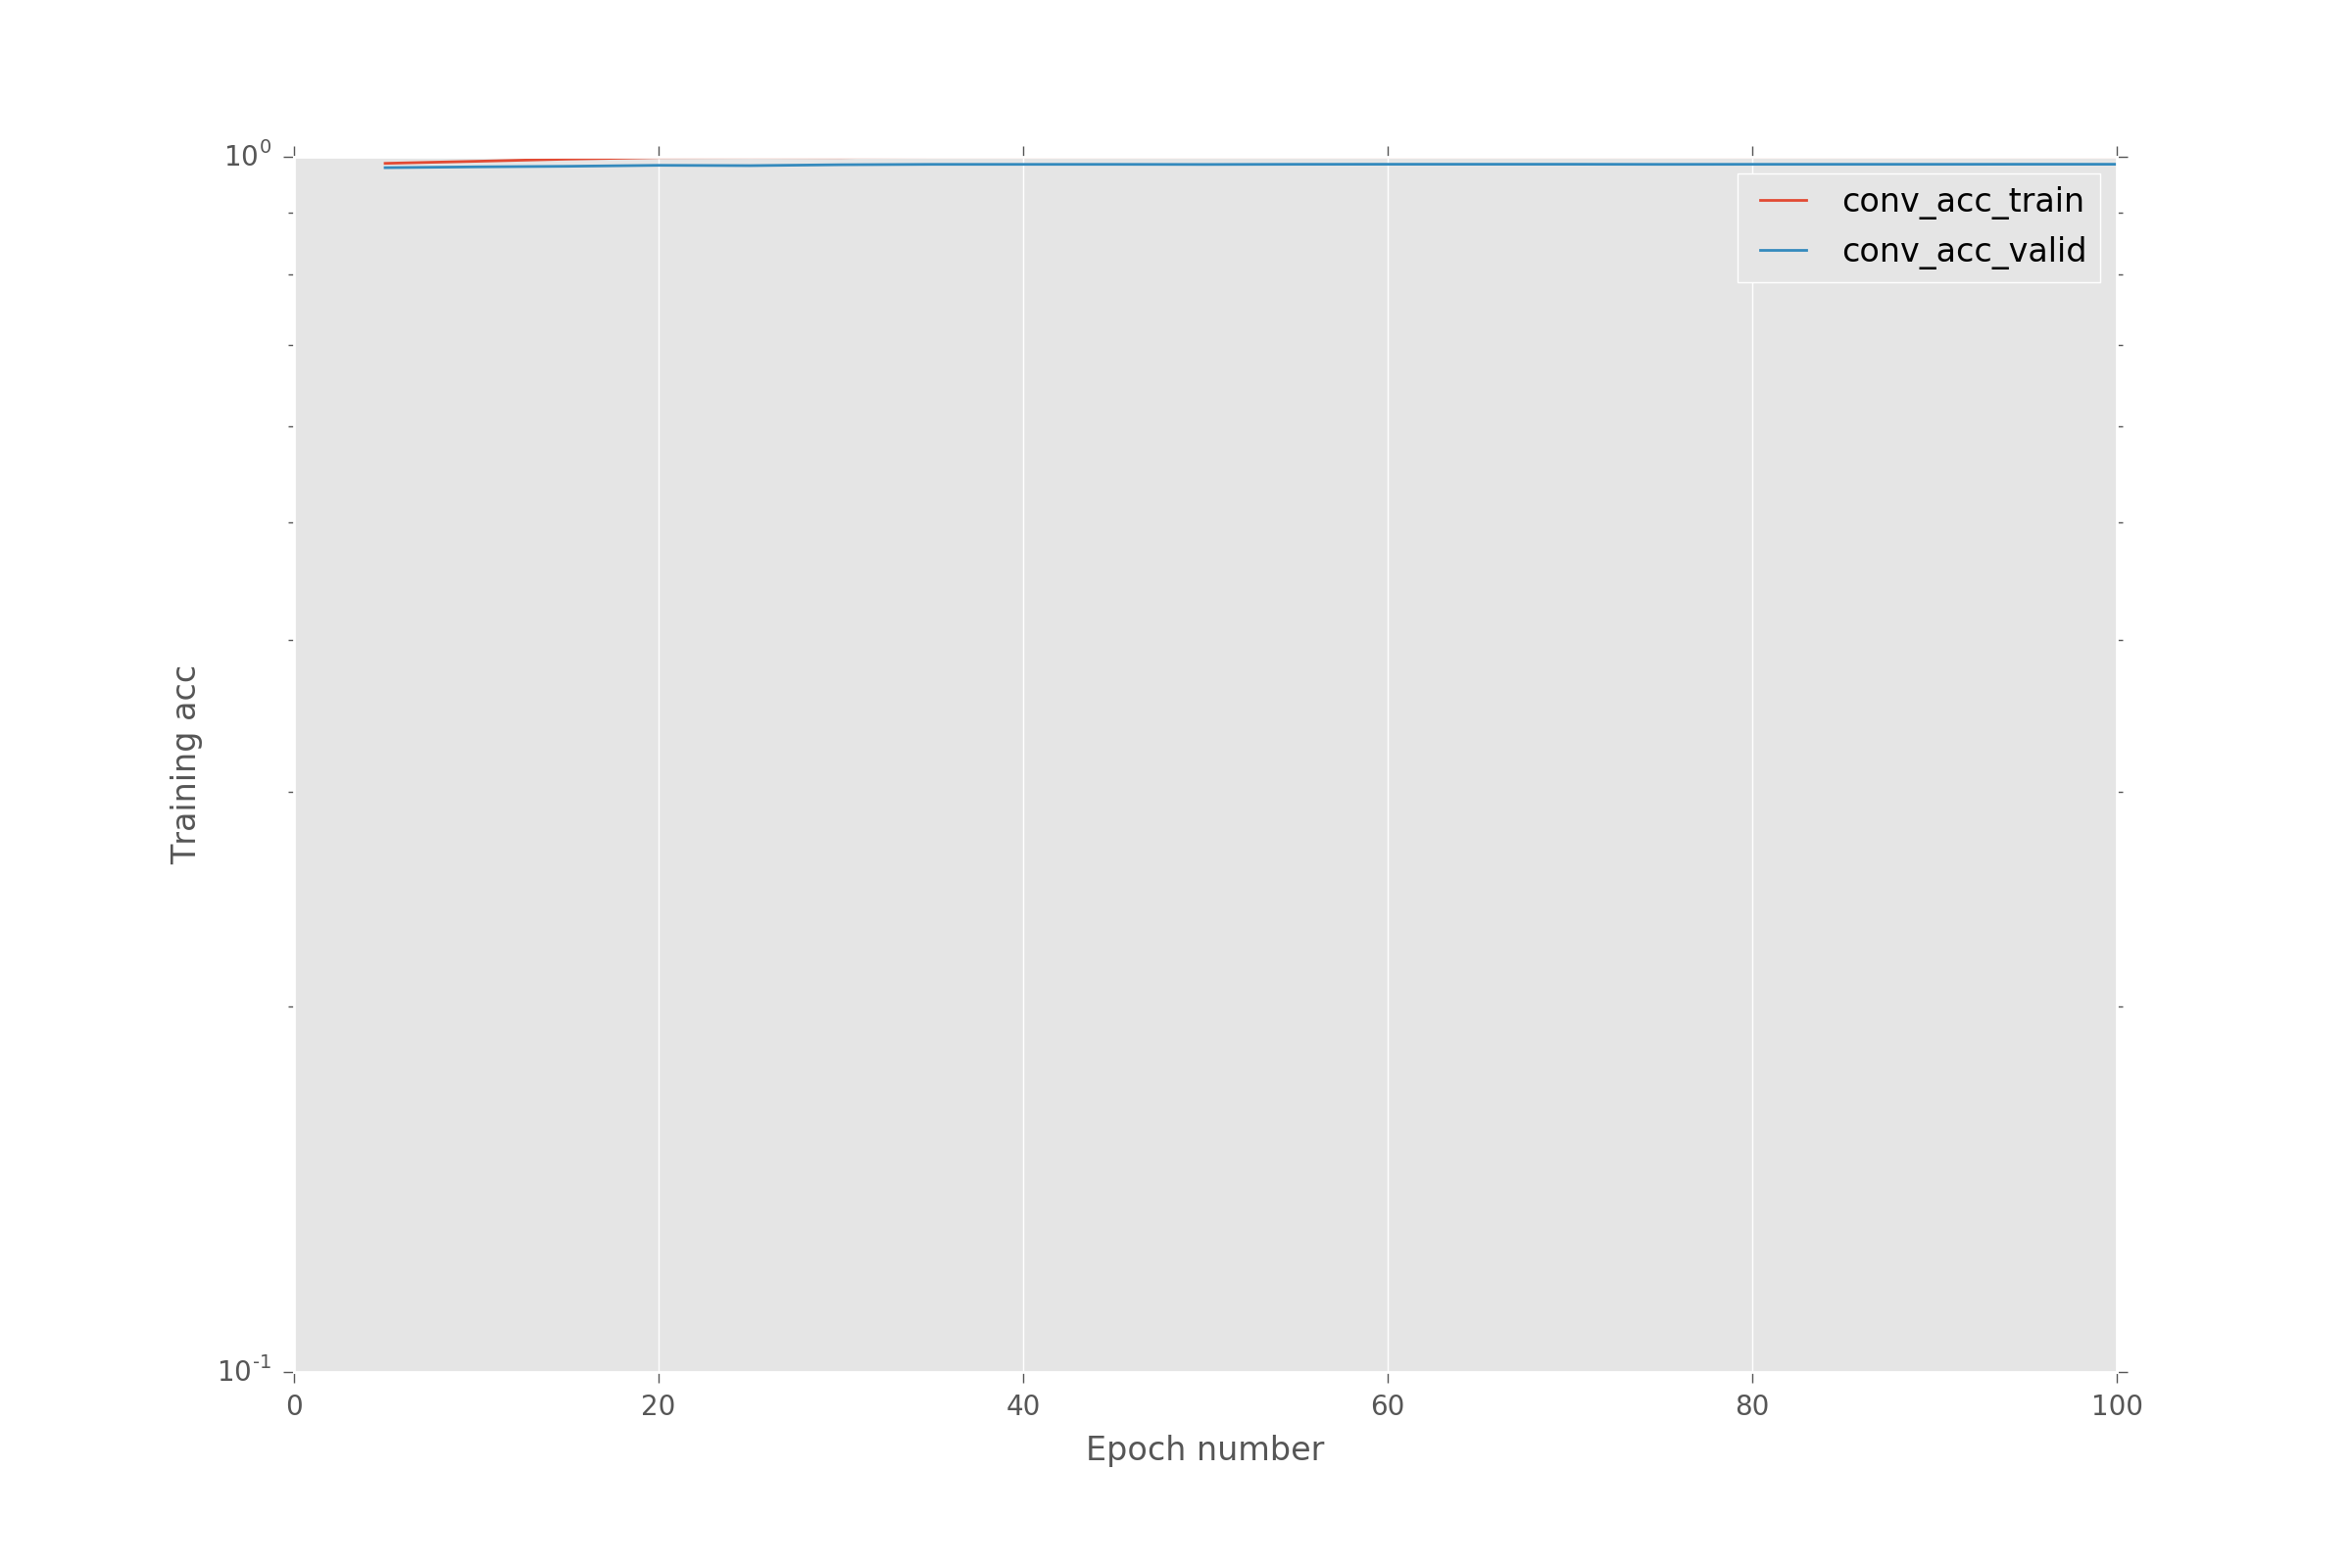 10^0
conv_acc_train
conv_acc_valid
Training acc
10^-1
0 20 40 60 80 100
Epoch number